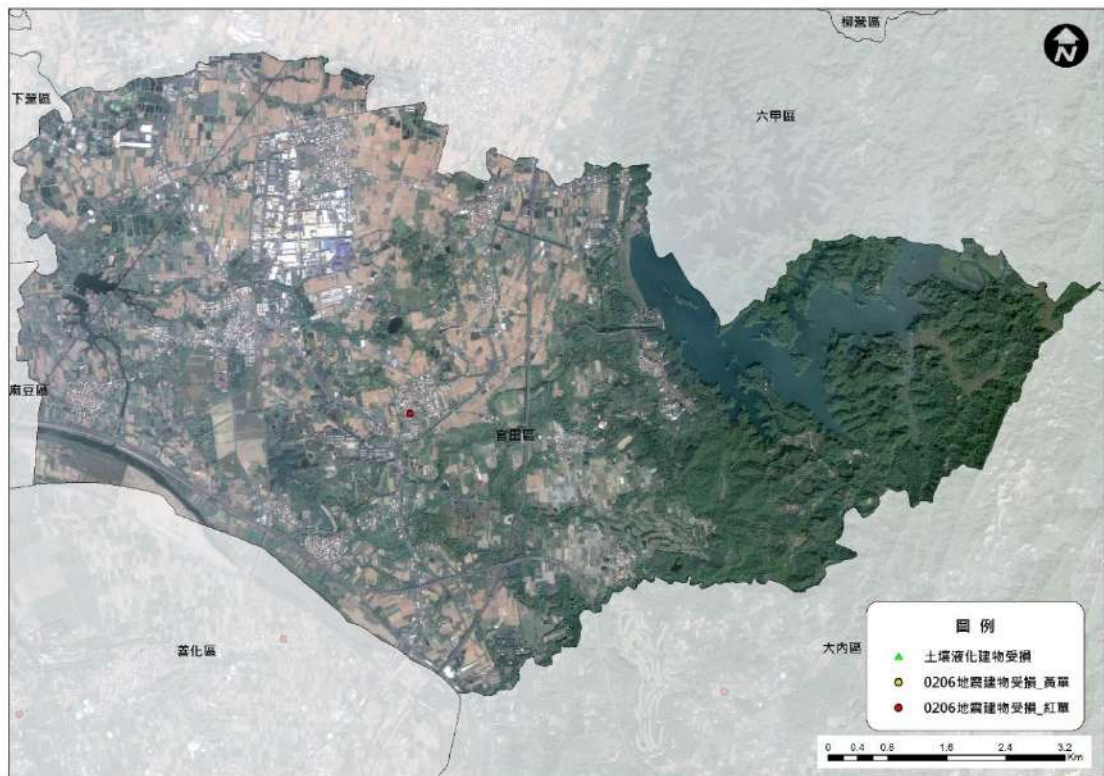 柳營區
N
下營區
六甲區
麻豆區
官田區
善化區
大內區
圖例
土壤液化建物受損
0206地震建物受損_黃單
0206地震建物受損_紅單
0 0.4 0.8 1.6 2.4 3.2
Km